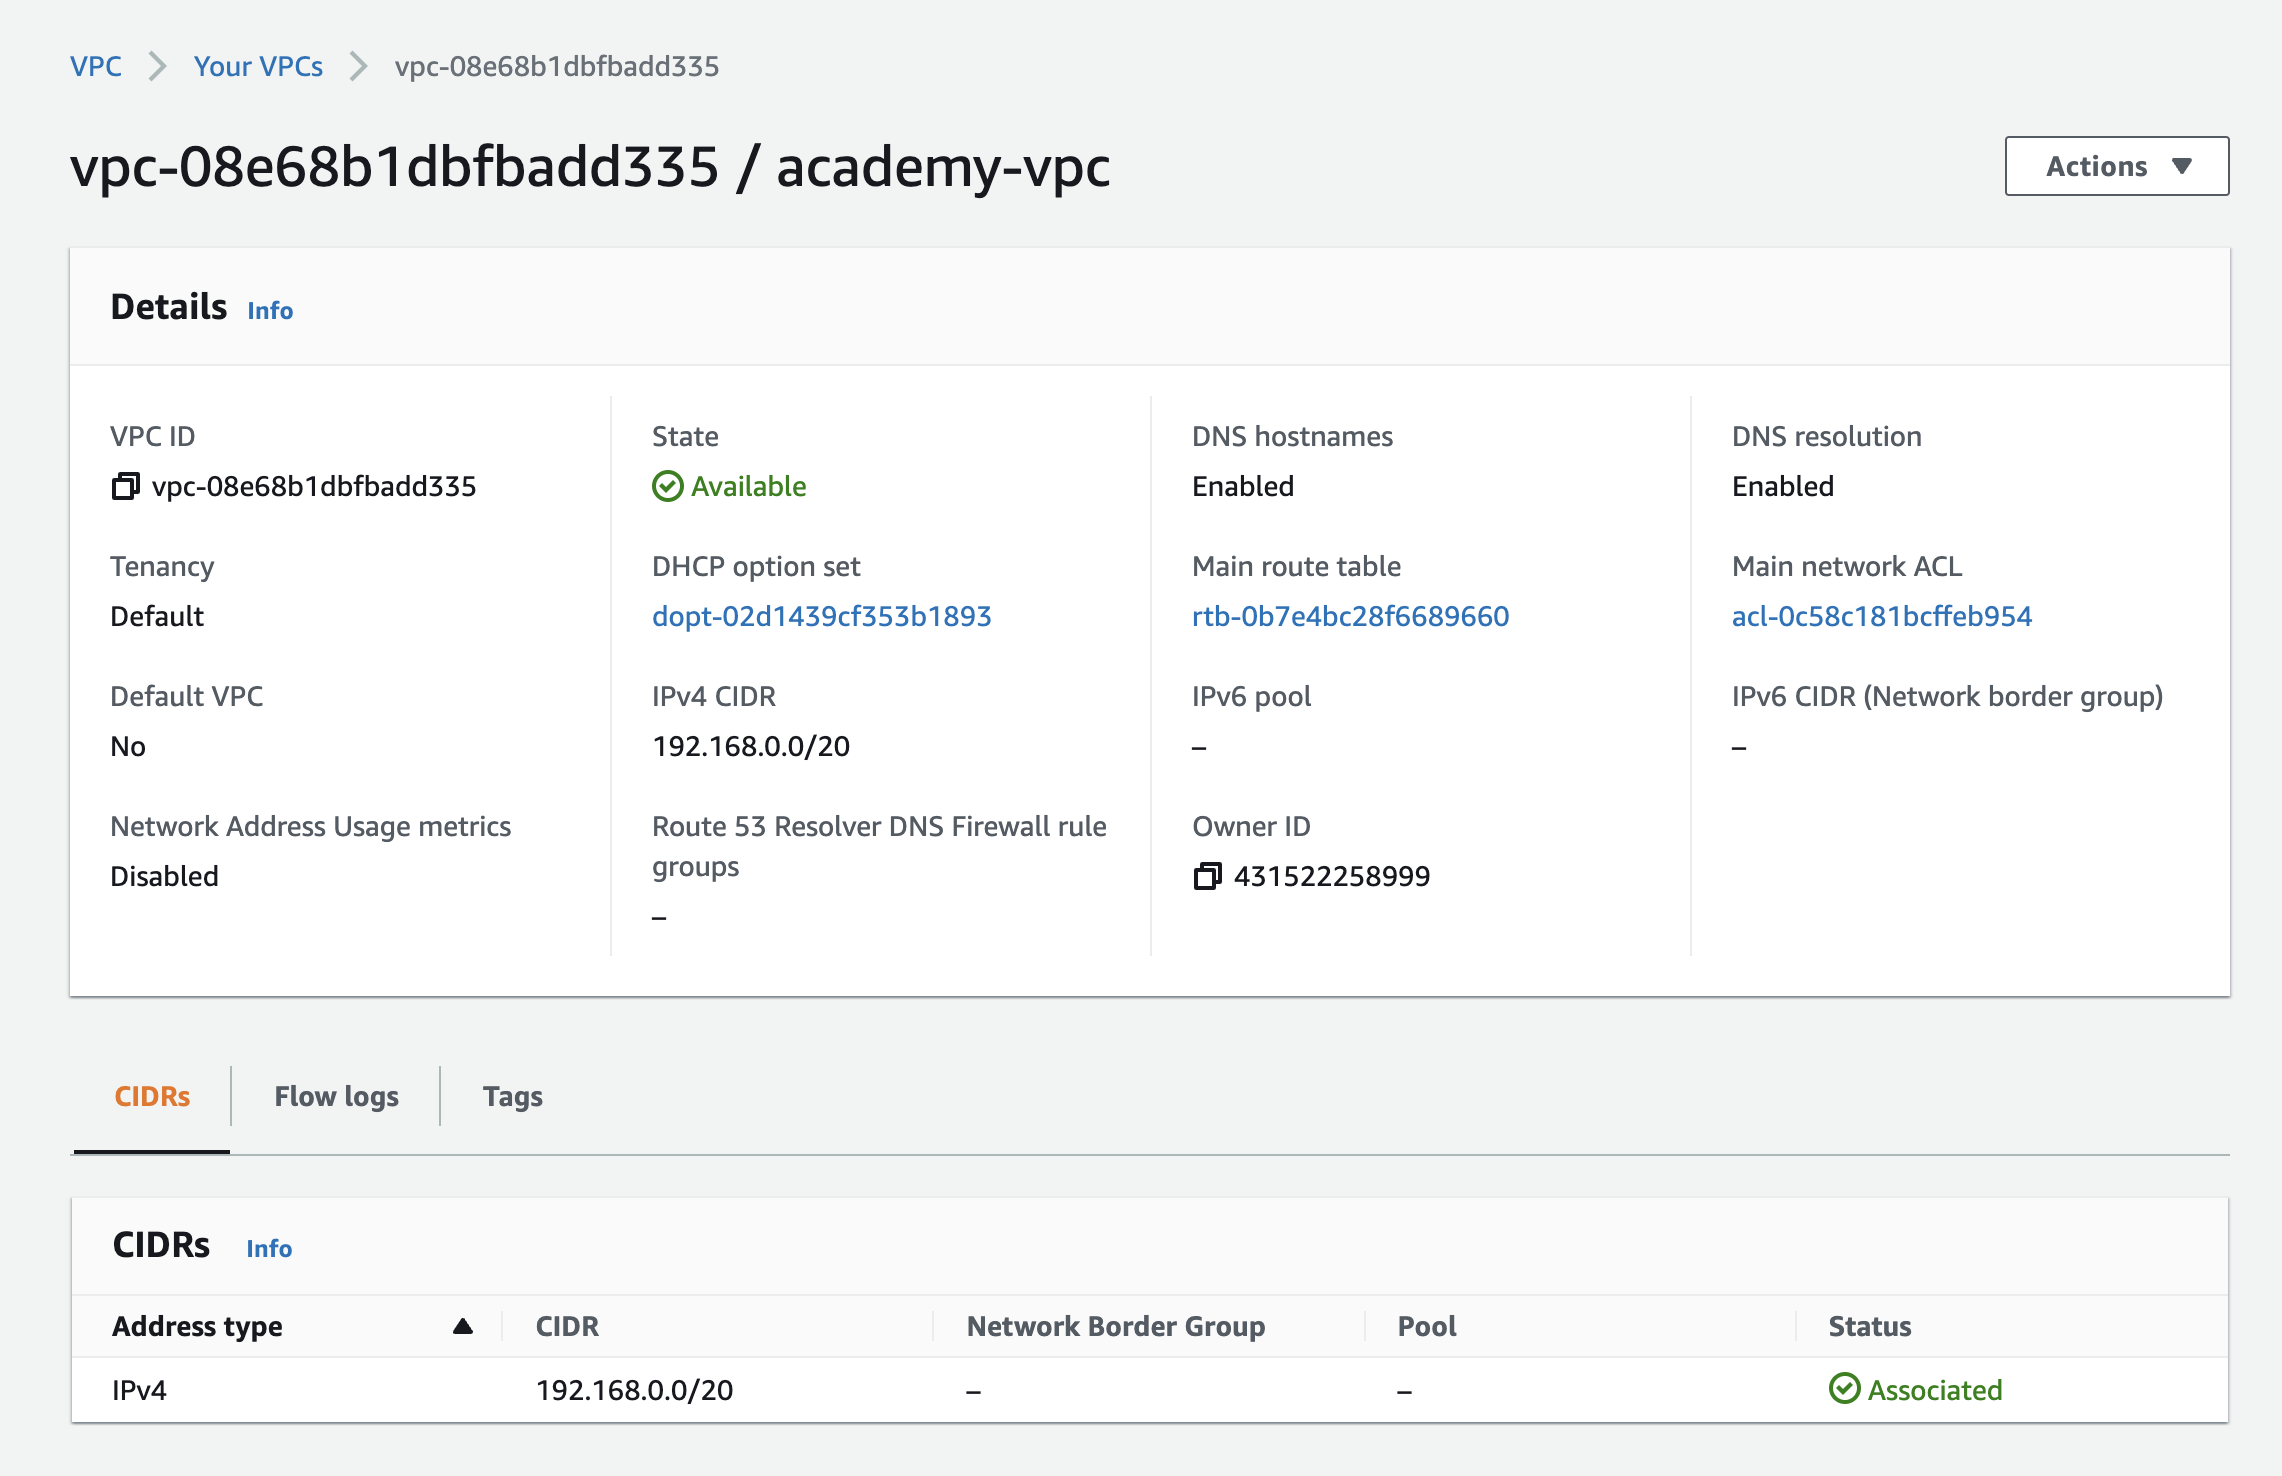 VPC > Your VPCs > vpc-08e68b1dbfbadd335
vpc-08e68b1dbfbadd335 / academy-vpc
Actions
Details Info
VPC ID
vpc-08e68b1dbfbadd335
State
Available
DNS hostnames
Enabled
DNS resolution
Enabled
Tenancy
Default
DHCP option set
dopt-02d1439cf353b1893
Main route table
rtb-0b7e4bc28f6689660
Main network ACL
acl-0c58c181bcffeb954
Default VPC
No
IPv4 CIDR
192.168.0.0/20
IPv6 pool
–
IPv6 CIDR (Network border group)
–
Network Address Usage metrics
Disabled
Route 53 Resolver DNS Firewall rule
groups
–
Owner ID
431522258999
CIDRs Flow logs Tags
CIDRs Info
Address type CIDR Network Border Group Pool Status
IPv4 192.168.0.0/20 – – Associated